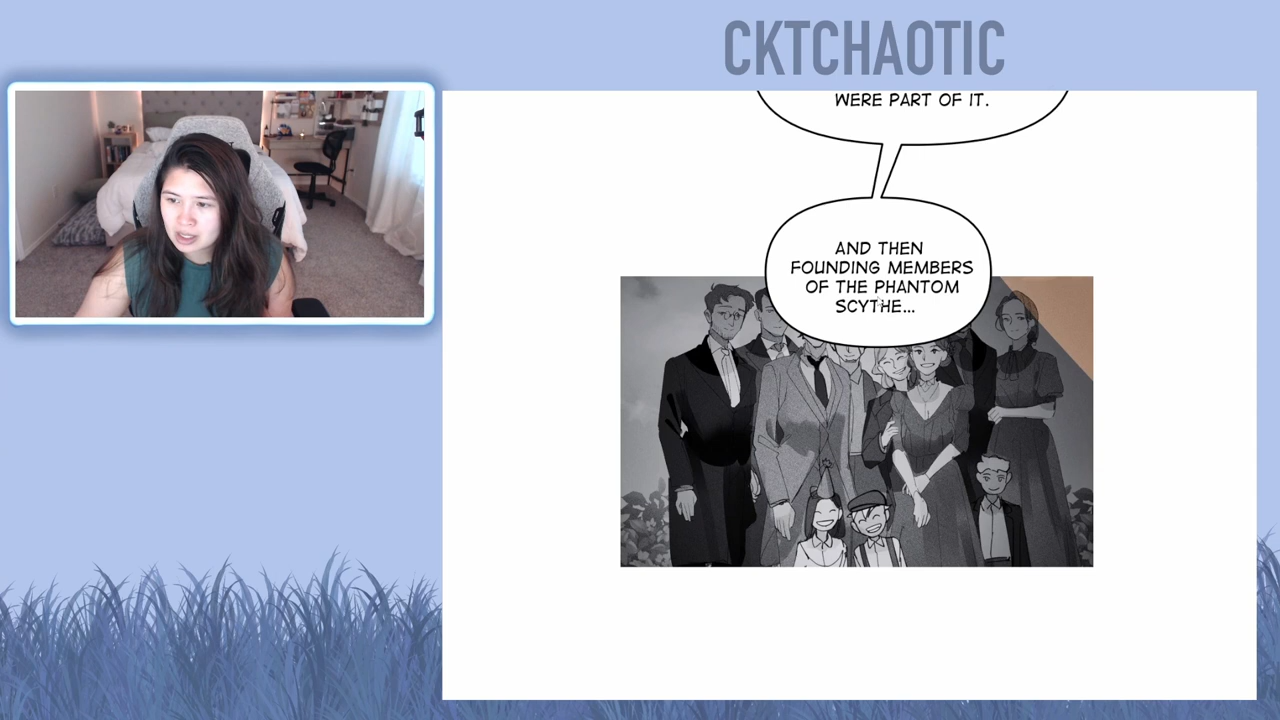 CKTCHAOTIC
WERE PART OF IT.
AND THEN
FOUNDING MEMBERS
OF THE PHANTOM
SCYTHE...